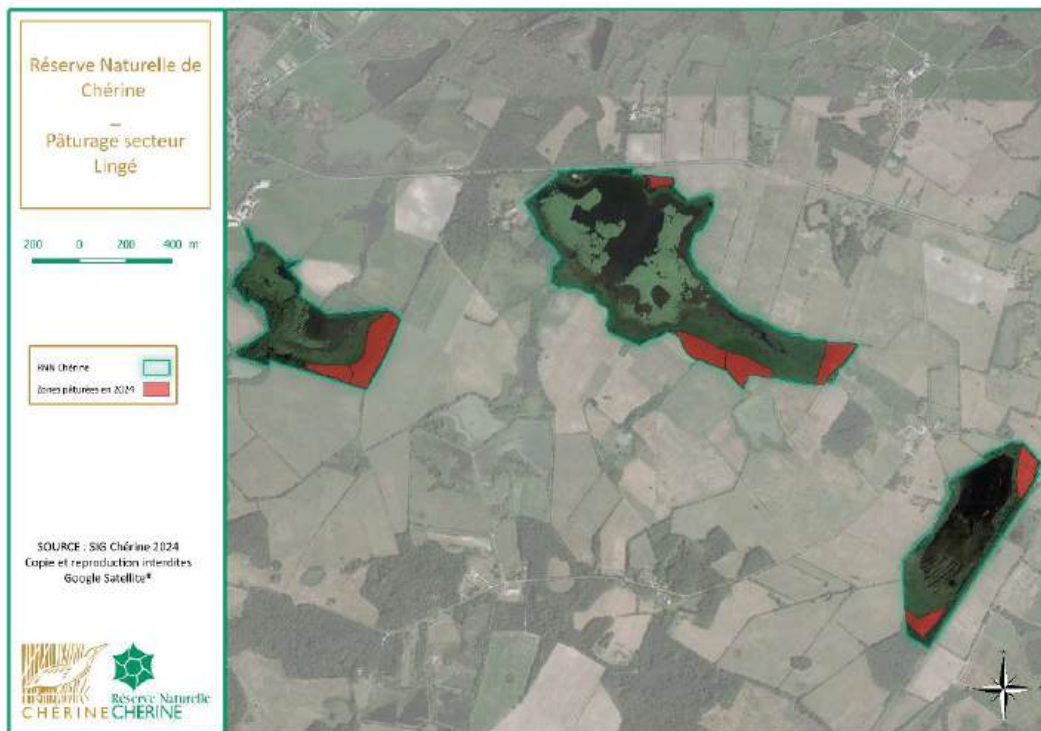 Réserve Naturelle de
Chérine
_
Pâturage secteur
Lingé
200 0 200 400 m
RNN Chérine
Zones pâturées en 2024
SOURCE : SIG Chérine 2024
Copie et reproduction interdites
Google Satellite®
CHÉRINE
Réserve Naturelle
CHERINE